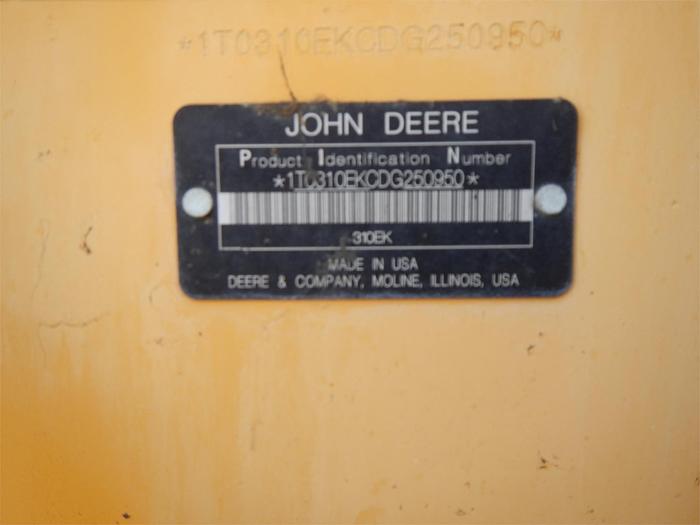 *1T0310EKCDG250950*
JOHN DEERE
Product Identification Number
*1T0310EKCDG250950*
310EK
MADE IN USA
DEERE & COMPANY, MOLINE, ILLINOIS, USA